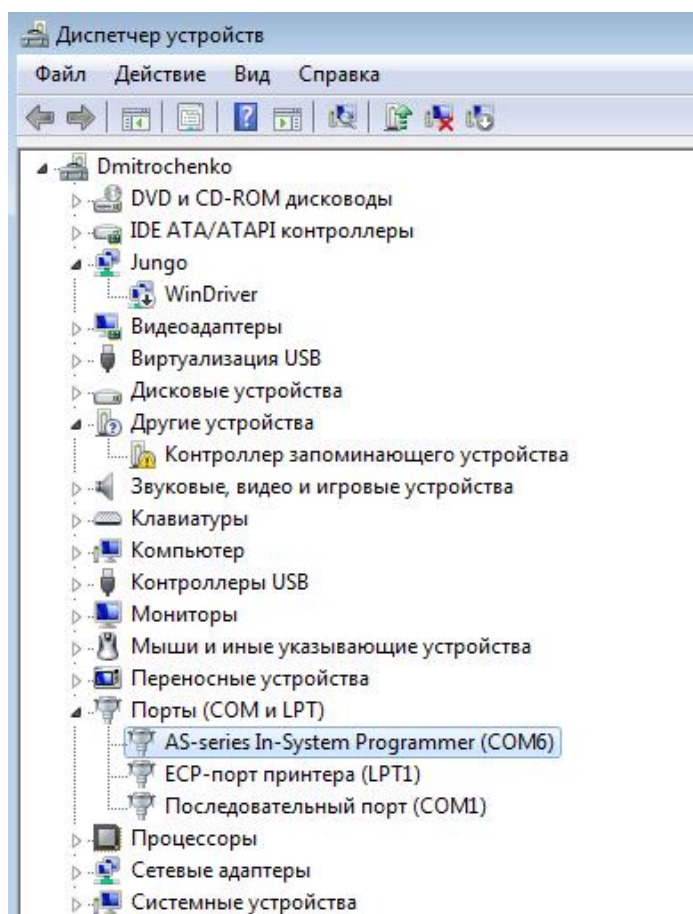 Диспетчер устройств
Файл Действие Вид Справка
Dmitrochenko
DVD и CD-ROM дисководы
IDE ATA/ATAPI контроллеры
Jungo
WinDriver
Видеоадаптеры
Виртуализация USB
Дисковые устройства
Другие устройства
Контроллер запоминающего устройства
Звуковые, видео и игровые устройства
Клавиатуры
Компьютер
Контроллеры USB
Мониторы
Мыши и иные указывающие устройства
Переносные устройства
Порты (COM и LPT)
AS-series In-System Programmer (COM6)
ECP-порт принтера (LPT1)
Последовательный порт (COM1)
Процессоры
Сетевые адаптеры
Системные устройства